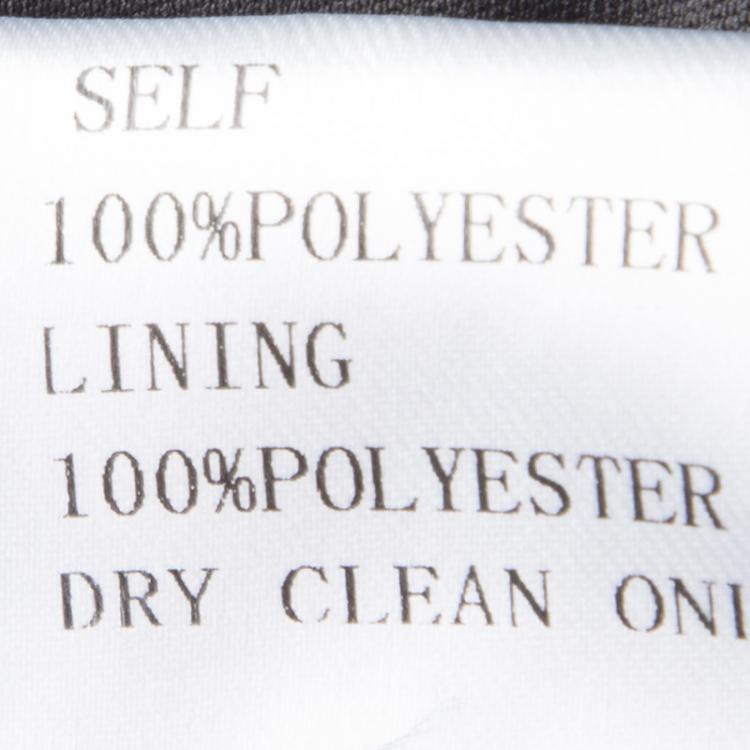 SELF
100%POLYESTER
LINING
100%POLYESTER
DRY CLEAN